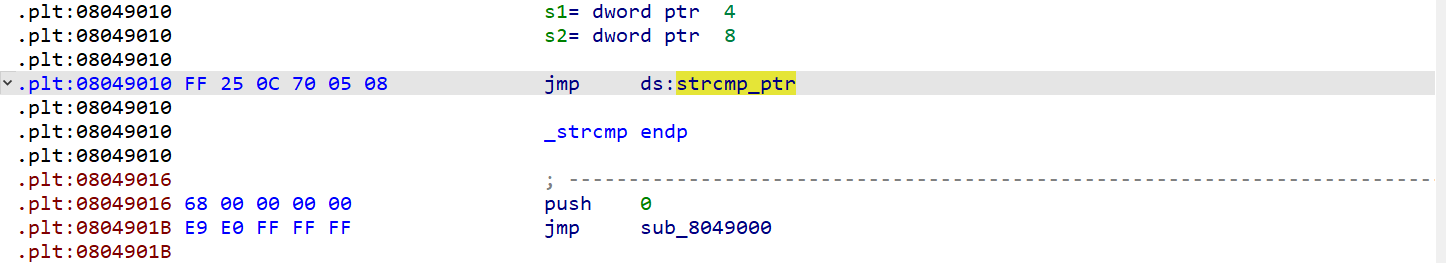 .plt:08049010 s1= dword ptr 4
.plt:08049010 s2= dword ptr 8
.plt:08049010
.plt:08049010 FF 25 0C 70 05 08 jmp ds:strcmp_ptr
.plt:08049010
.plt:08049010 _strcmp endp
.plt:08049010
.plt:08049016 ; ---------------------------------------------------------------------------
.plt:08049016 68 00 00 00 00 push 0
.plt:0804901B E9 E0 FF FF FF jmp sub_8049000
.plt:0804901B